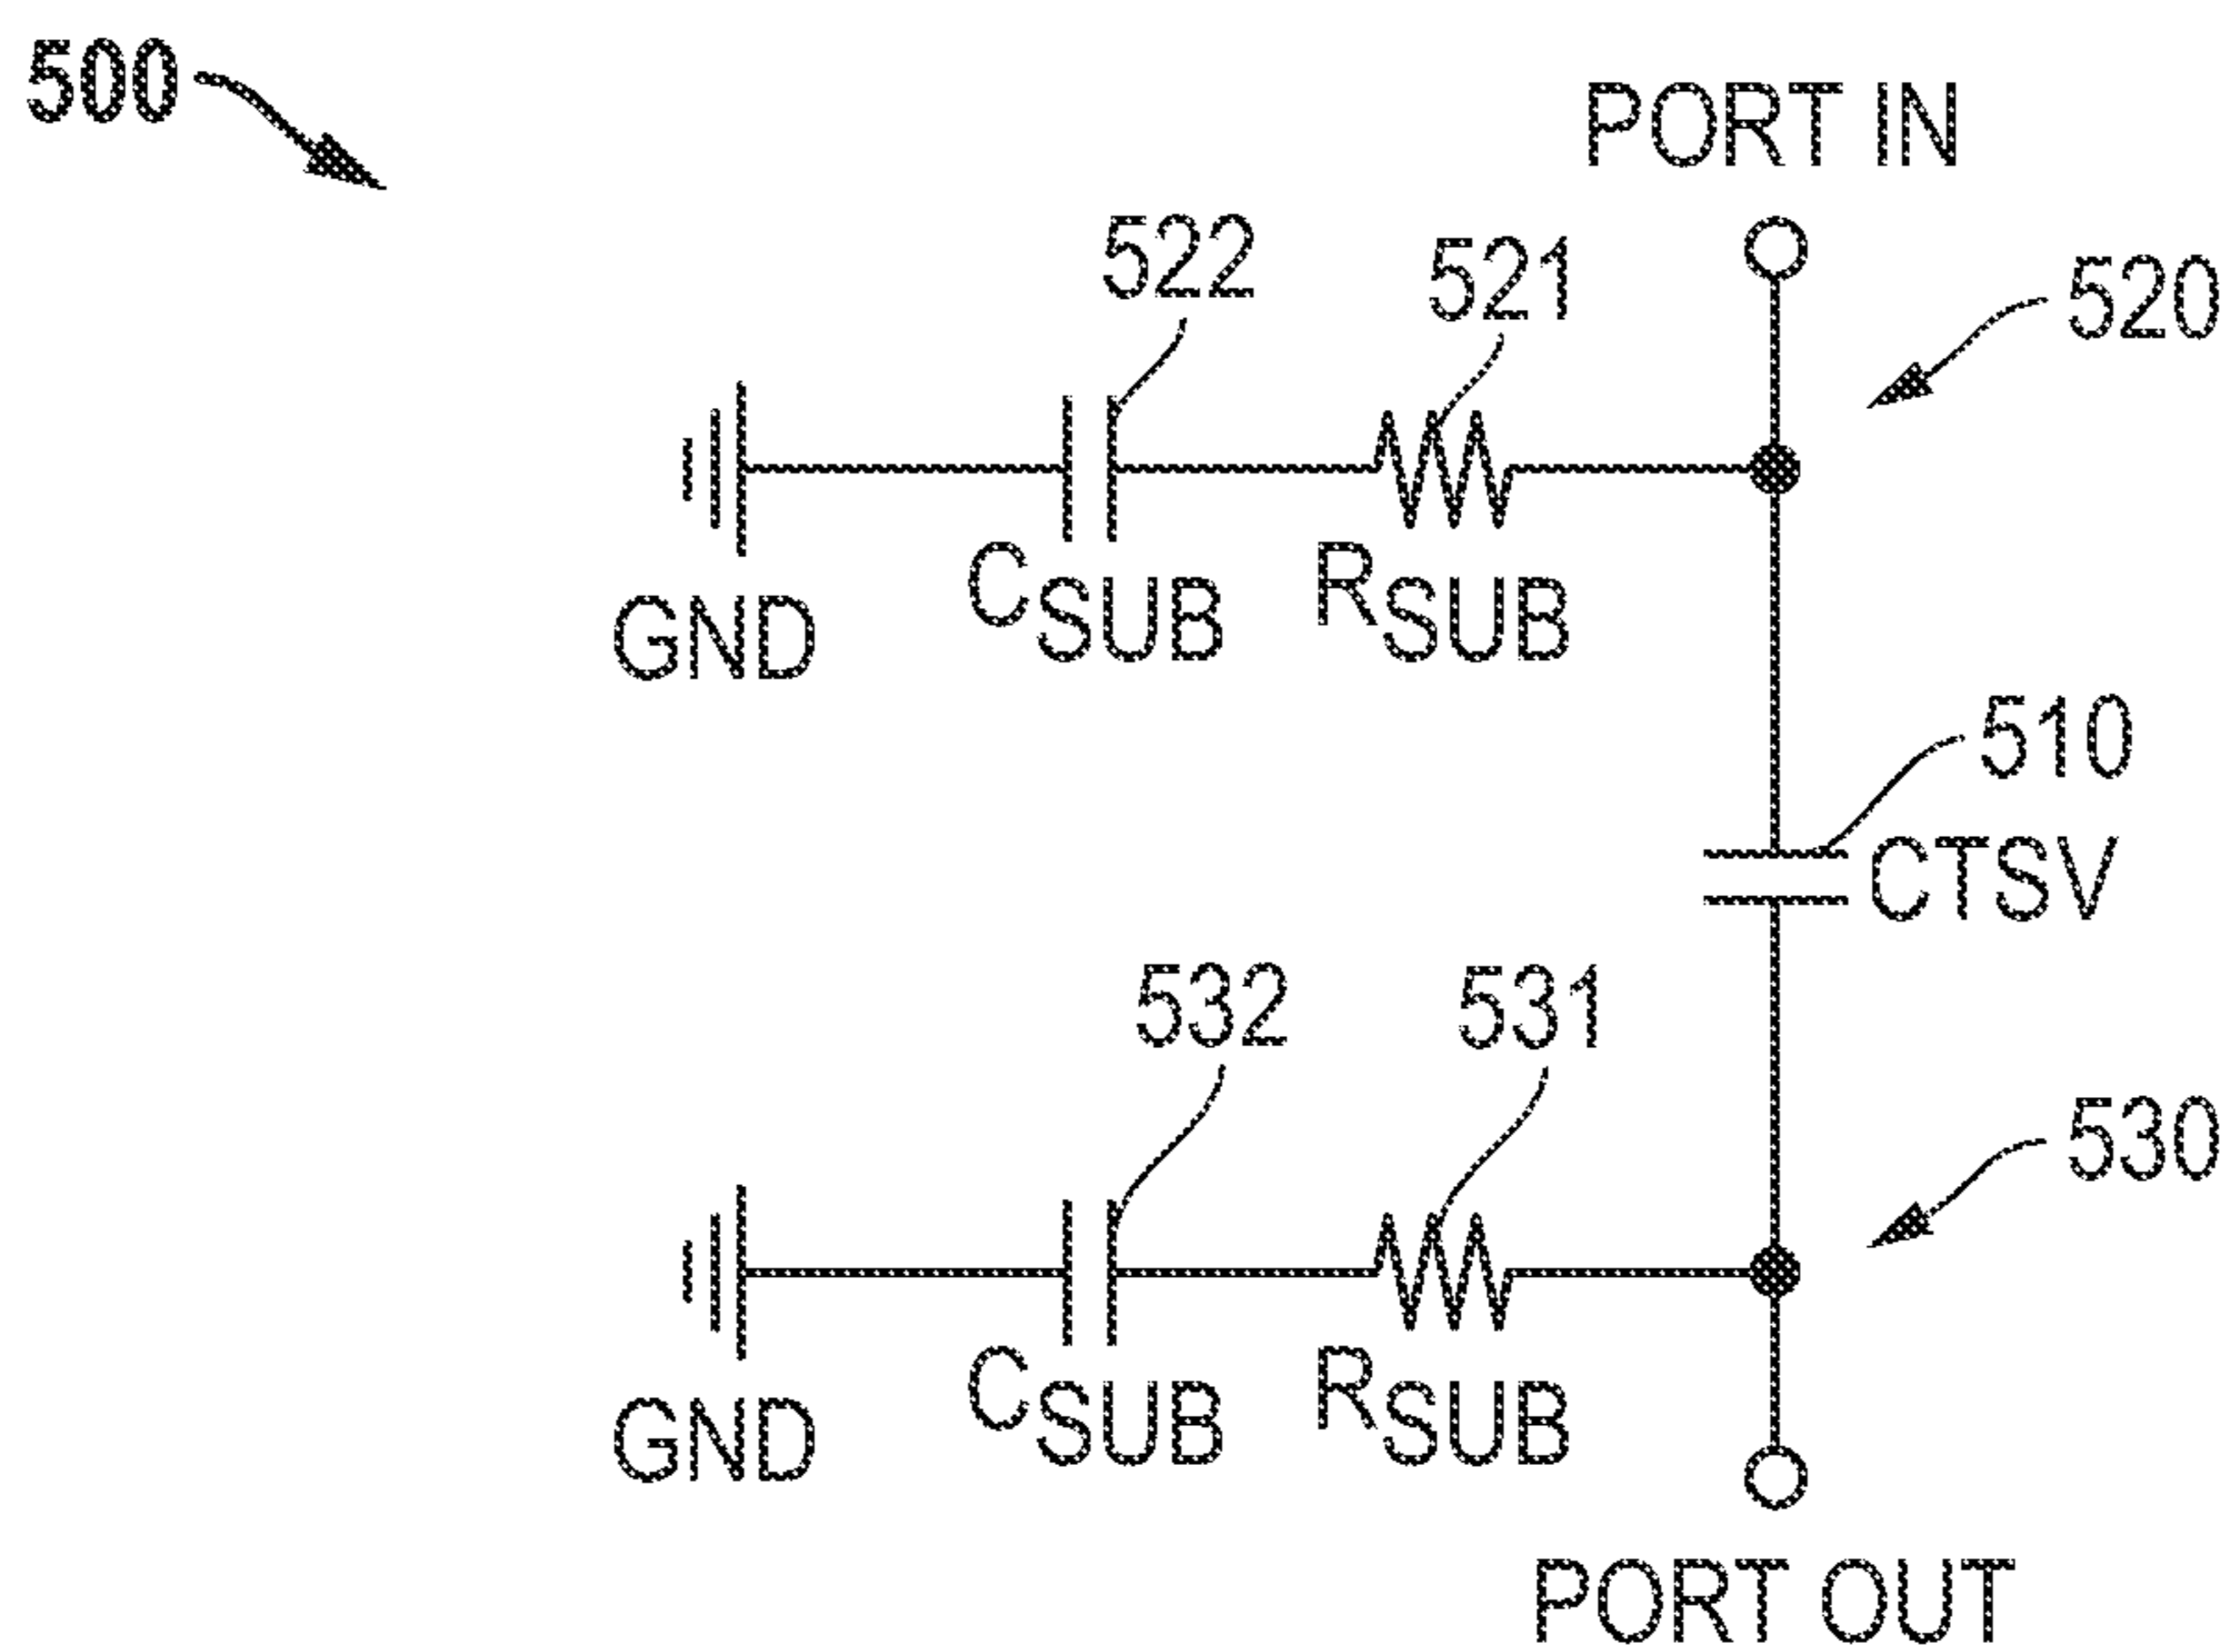 500
PORT IN
522
521
520
CSUB
RSUB
GND
510
CTSV
532
531
530
CSUB
RSUB
GND
PORT OUT